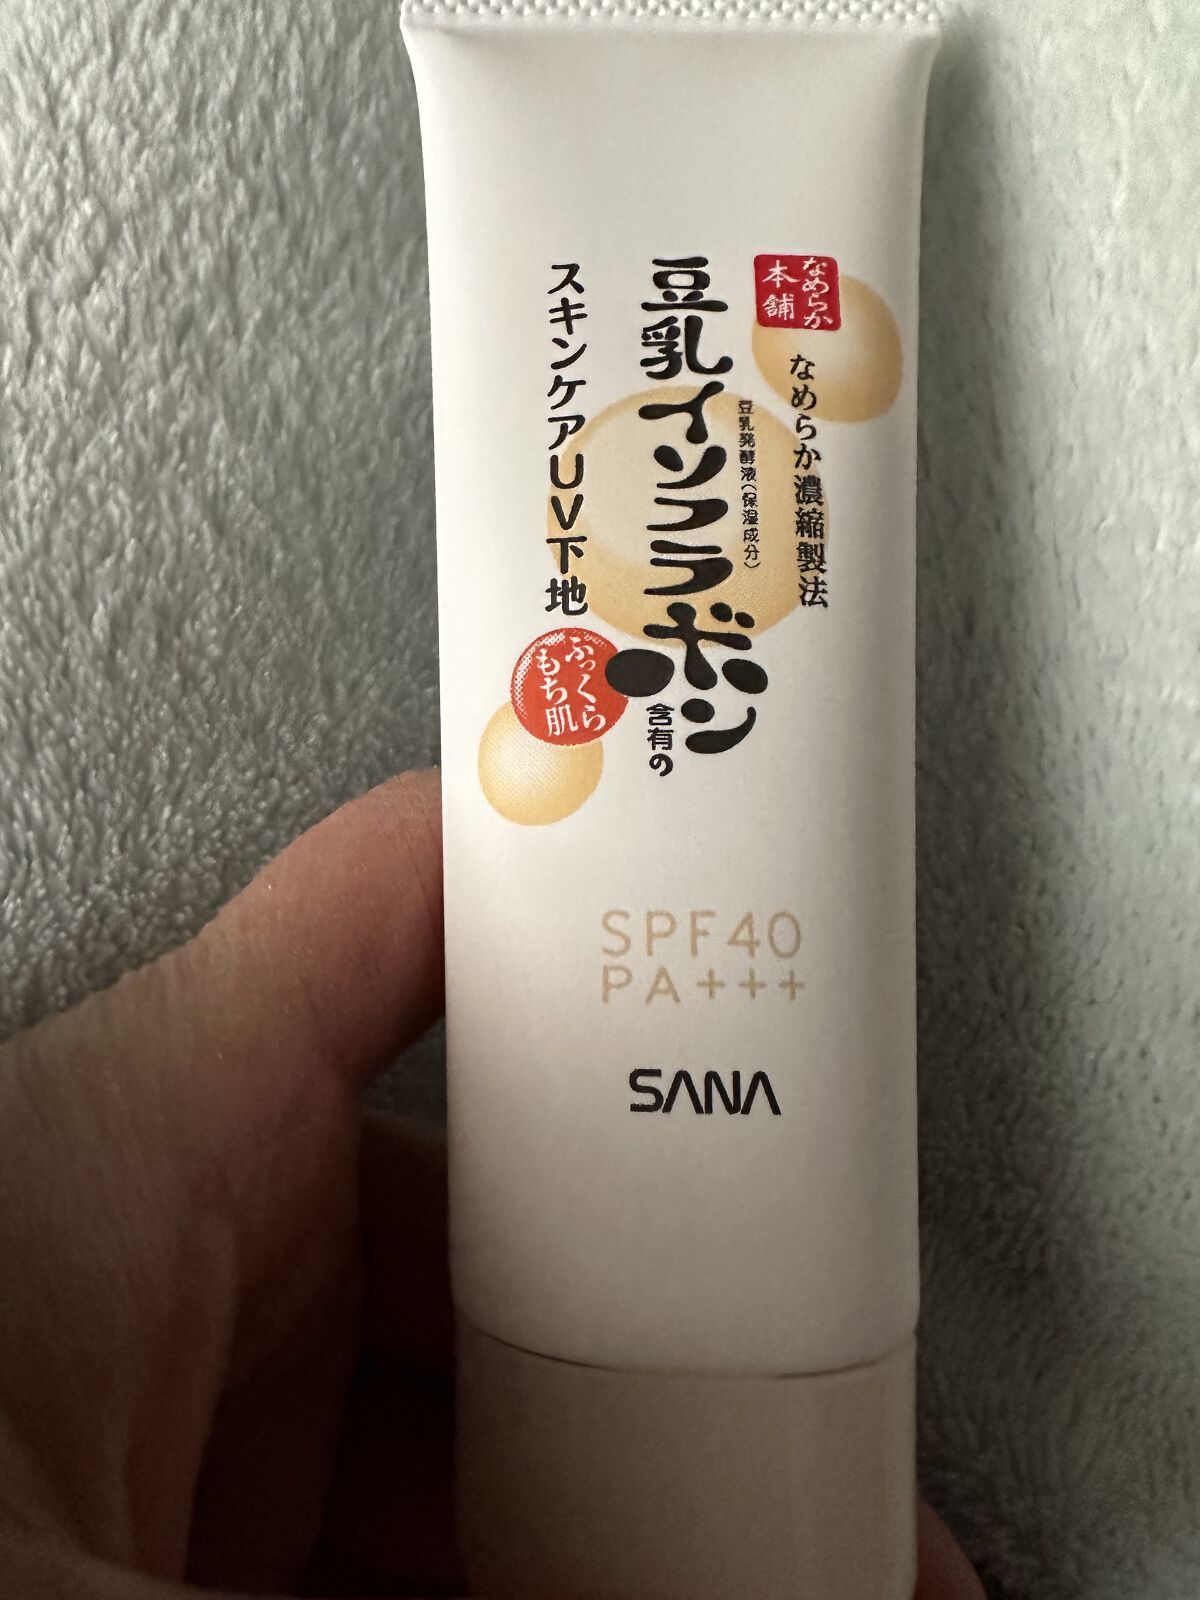 なめらか
本舗
なめらか濃縮製法
豆乳発酵液(保湿成分)
豆乳イソフラボン
含有の
スキンケアUV下地
ふっくら
もち肌
SPF40
PA+++
SANA